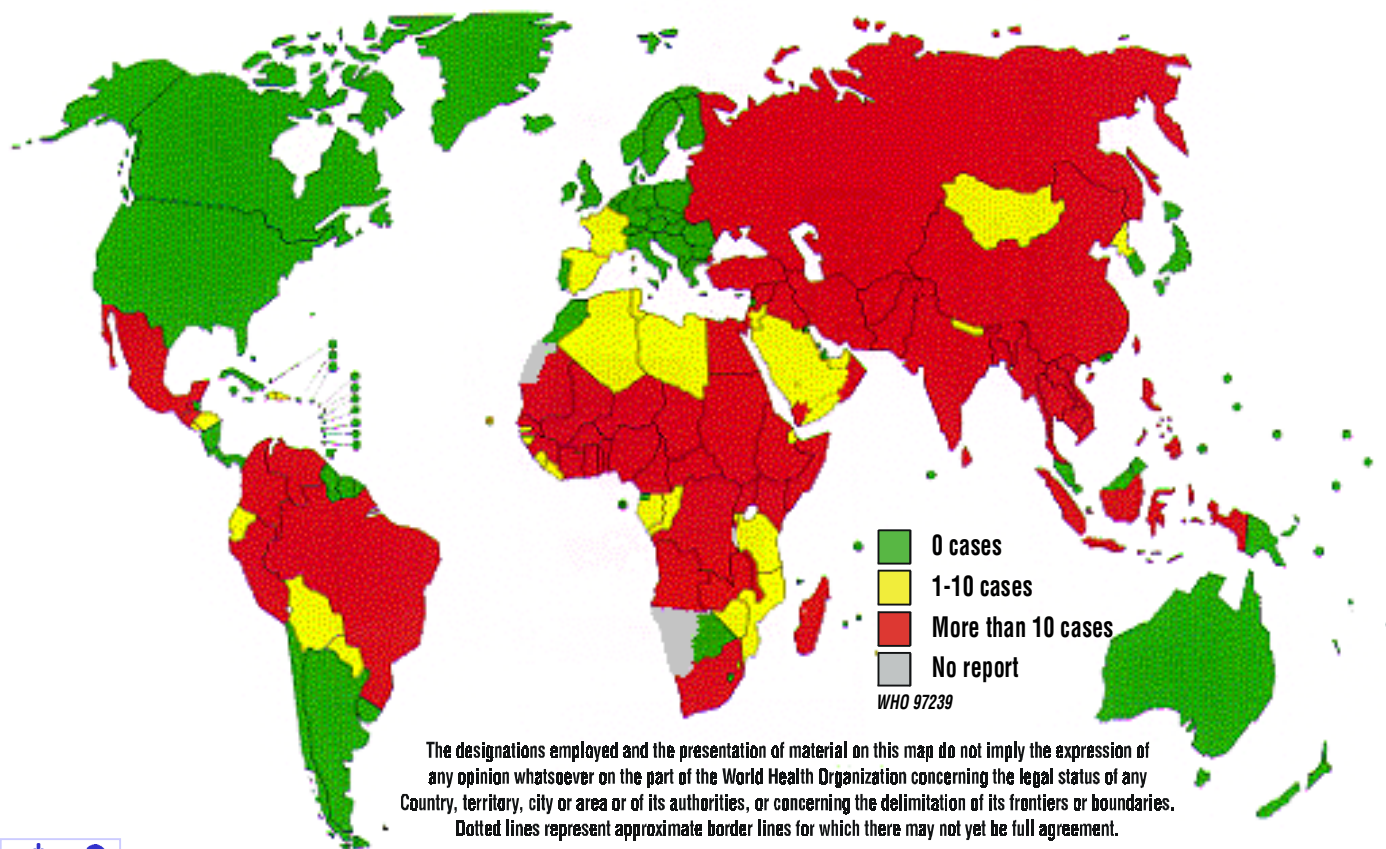 0 cases
1-10 cases
More than 10 cases
No report
WHO 97239
The designations employed and the presentation of material on this map do not imply the expression of
any opinion whatsoever on the part of the World Health Organization concerning the legal status of any
Country, territory, city or area or of its authorities, or concerning the delimitation of its frontiers or boundaries.
Dotted lines represent approximate border lines for which there may not yet be full agreement.